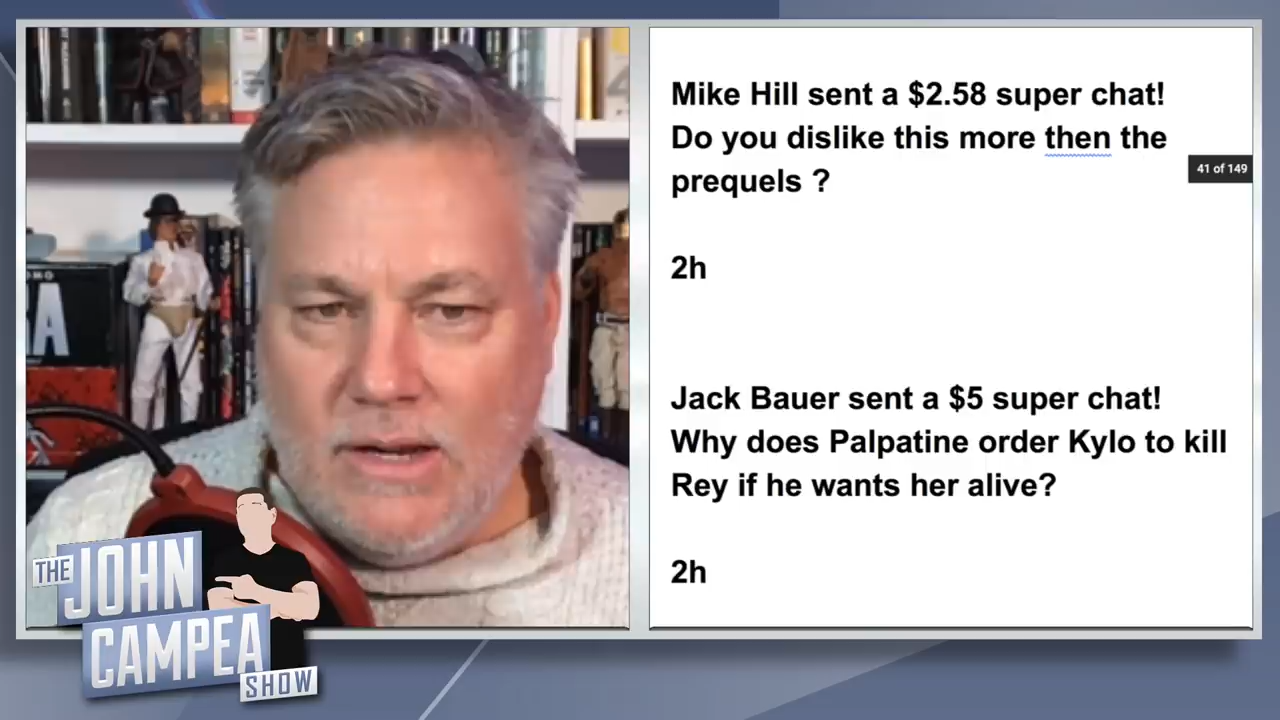 Mike Hill sent a $2.58 super chat!
Do you dislike this more then the
prequels ?
41 of 149
2h
Jack Bauer sent a $5 super chat!
Why does Palpatine order Kylo to kill
Rey if he wants her alive?
2h
THE
JOHN
CAMPEA
SHOW